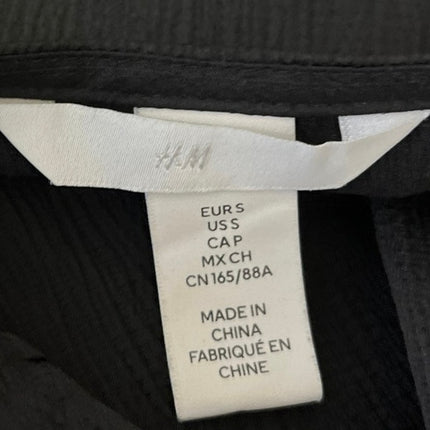 H&M
EUR S
US S
CA P
MX CH
CN 165/88A
MADE IN
CHINA
FABRIQUÉ EN
CHINE